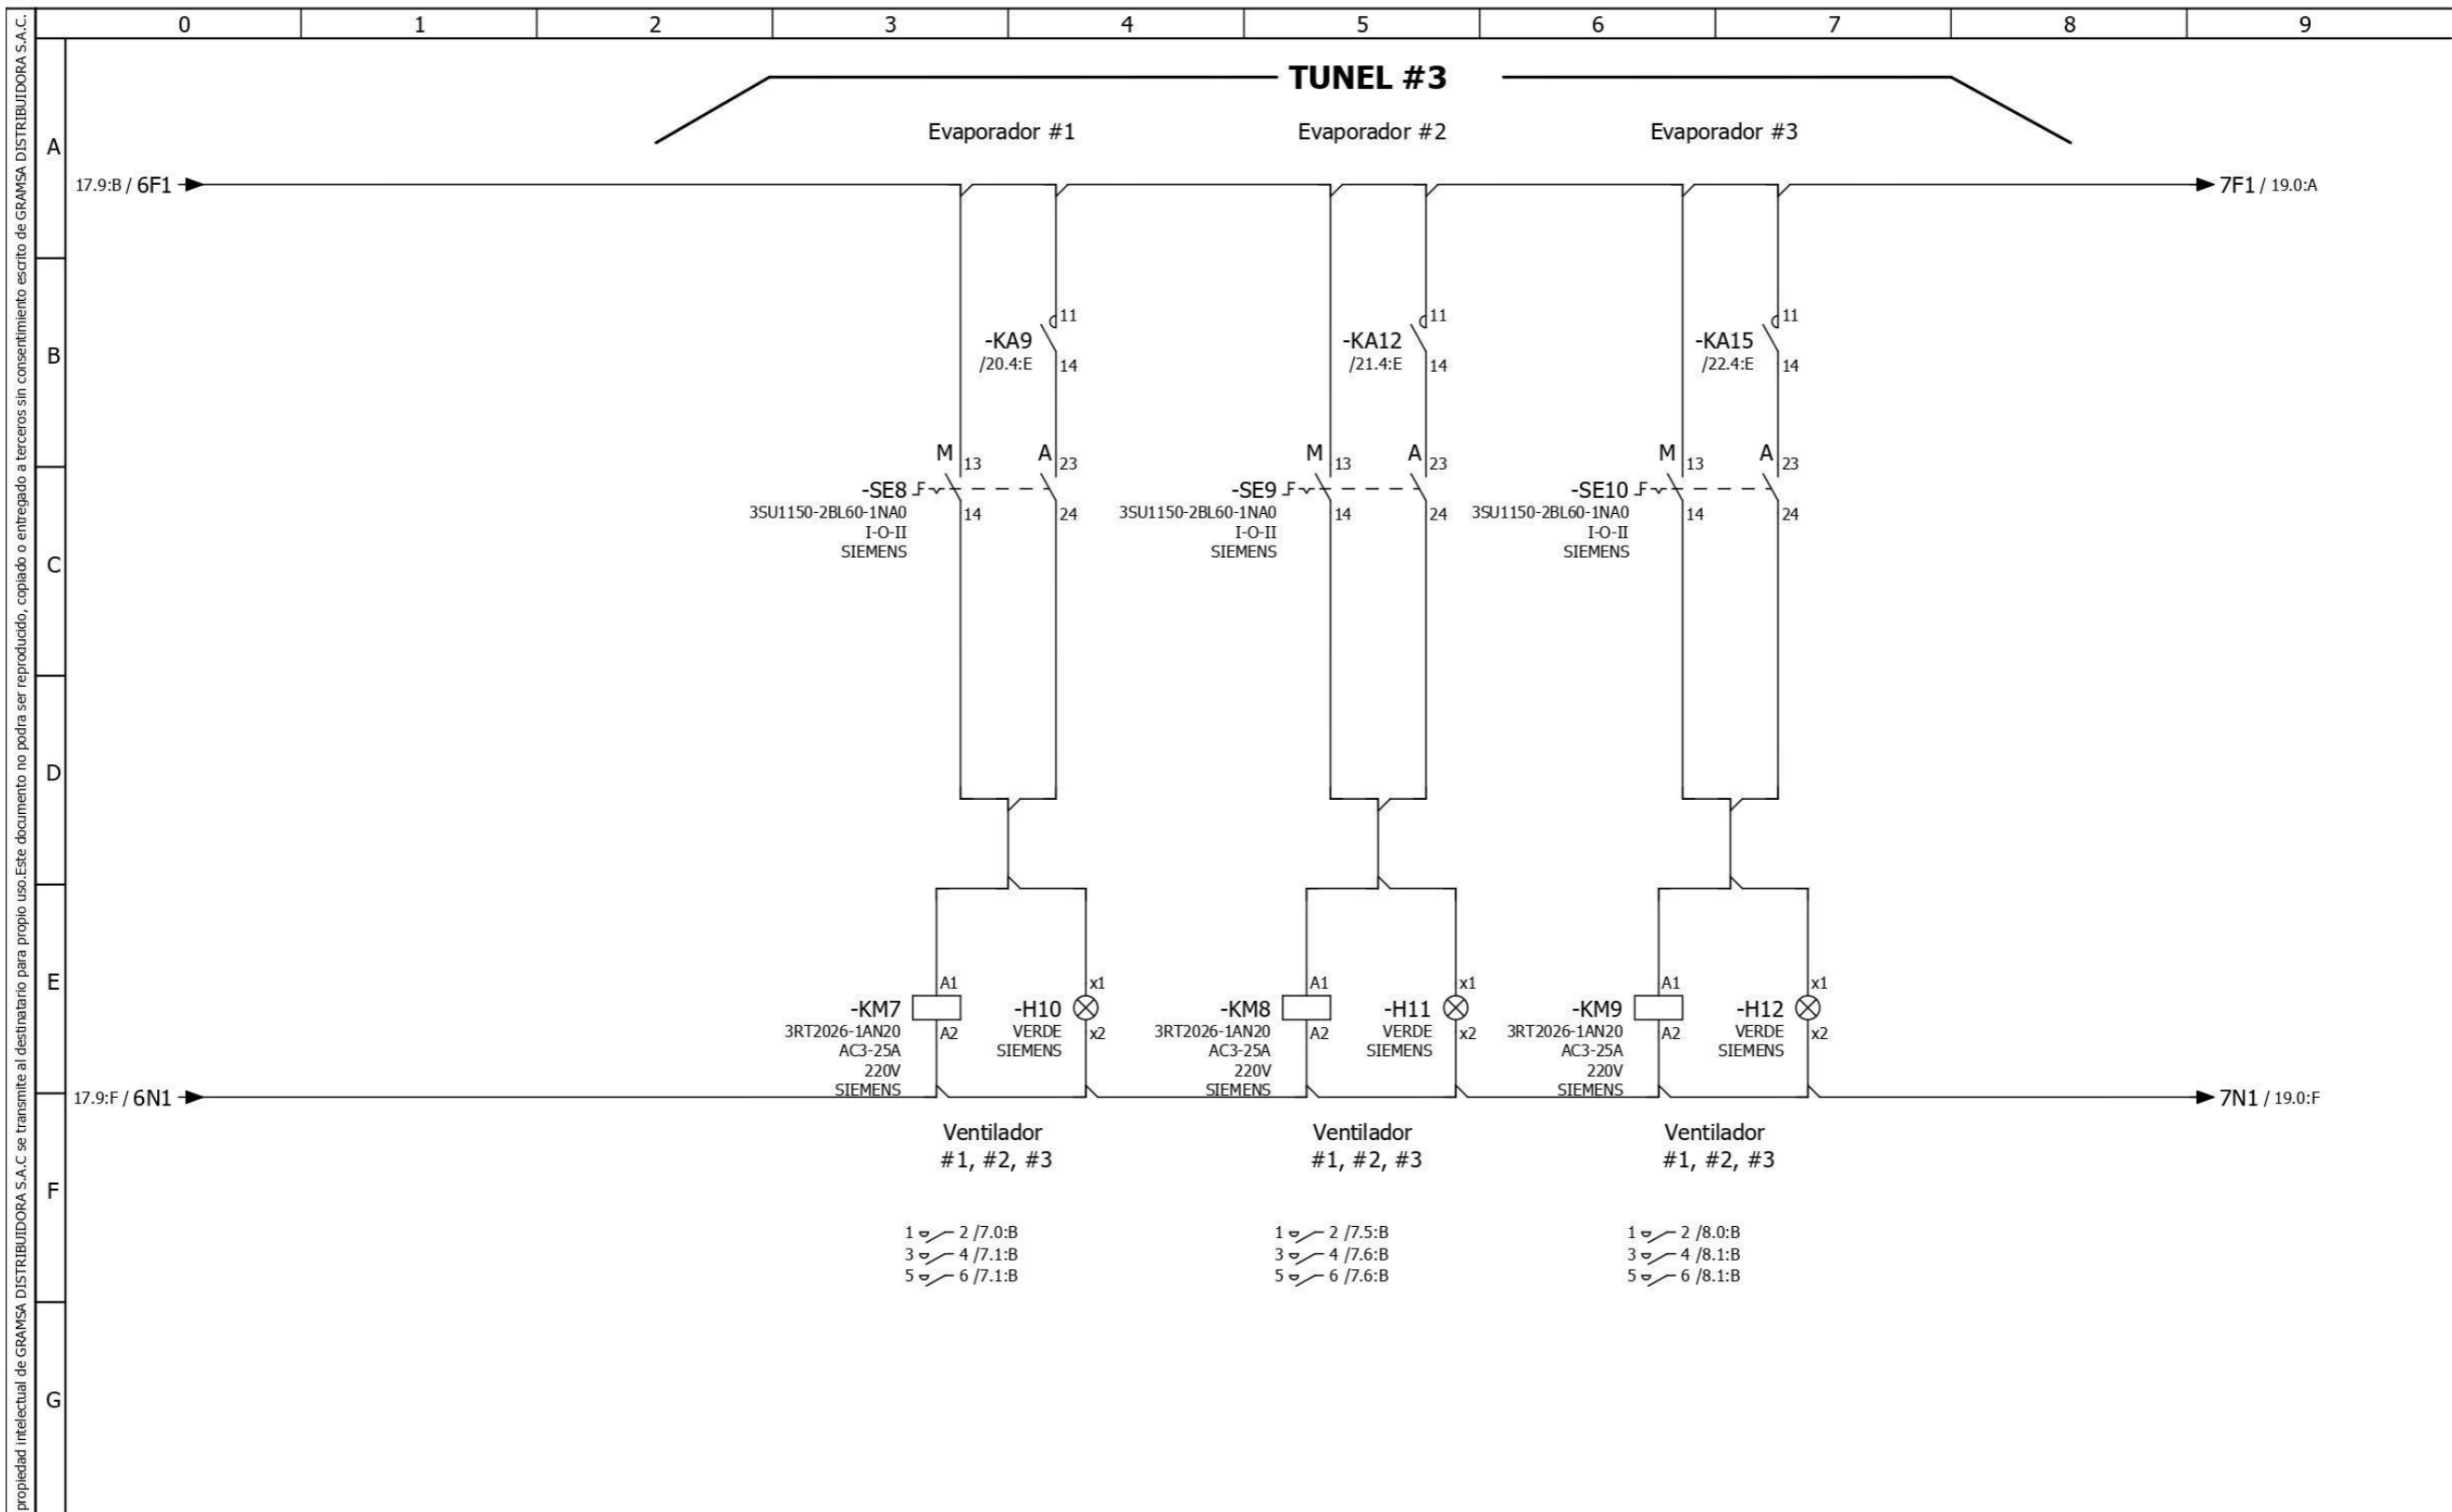 0 1 2 3 4 5 6 7 8 9
propiedad intelectual de GRAMSA DISTRIBUIDORA S.A.C se transmite al destinatario para propio uso.Este documento no podra ser reproducido, copiado o entregado a terceros sin consentimiento escrito de GRAMSA DISTRIBUIDORA S.A.C.
A
B
C
D
E
F
G
TUNEL #3
Evaporador #1
Evaporador #2
Evaporador #3
17.9:B / 6F1
7F1 / 19.0:A
-KA9
/20.4:E
11
14
-KA12
/21.4:E
11
14
-KA15
/22.4:E
11
14
M 13
A 23
-SE8
3SU1150-2BL60-1NA0
I-O-II
SIEMENS
14
24
M 13
A 23
-SE9
3SU1150-2BL60-1NA0
I-O-II
SIEMENS
14
24
M 13
A 23
-SE10
3SU1150-2BL60-1NA0
I-O-II
SIEMENS
14
24
A1
-KM7
3RT2026-1AN20
AC3-25A
220V
SIEMENS
A2
x1
-H10
VERDE
SIEMENS
x2
A1
-KM8
3RT2026-1AN20
AC3-25A
220V
SIEMENS
A2
x1
-H11
VERDE
SIEMENS
x2
A1
-KM9
3RT2026-1AN20
AC3-25A
220V
SIEMENS
A2
x1
-H12
VERDE
SIEMENS
x2
17.9:F / 6N1
7N1 / 19.0:F
Ventilador
#1, #2, #3
Ventilador
#1, #2, #3
Ventilador
#1, #2, #3
1 2 /7.0:B
3 4 /7.1:B
5 6 /7.1:B
1 2 /7.5:B
3 4 /7.6:B
5 6 /7.6:B
1 2 /8.0:B
3 4 /8.1:B
5 6 /8.1:B